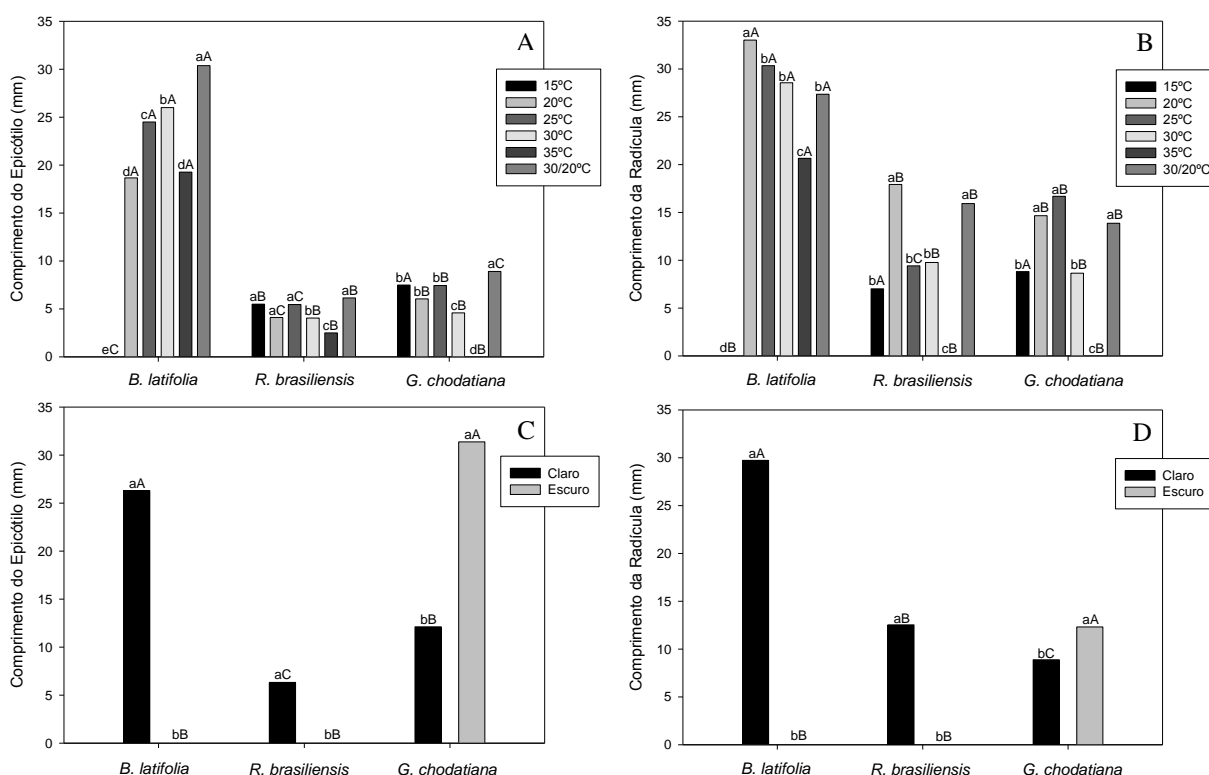 A
Comprimento do Epicótilo (mm)
35
30
25
20
15
10
5
0
15ºC
20ºC
25ºC
30ºC
35ºC
30/20ºC
eC
dA
cA
bA
dA
aA
aB
aC
aC
bB
cB
aB
bA
bB
bB
cB
dB
aC
B. latifolia
R. brasiliensis
G. chodatiana
B
Comprimento da Radícula (mm)
35
30
25
20
15
10
5
0
15ºC
20ºC
25ºC
30ºC
35ºC
30/20ºC
dB
aA
bA
bA
cA
bA
bA
aB
bC
bB
cB
aB
bA
aB
aB
bB
cB
aB
B. latifolia
R. brasiliensis
G. chodatiana
C
Comprimento do Epicótilo (mm)
35
30
25
20
15
10
5
0
Claro
Escuro
aA
bB
aC
bB
bB
aA
B. latifolia
R. brasiliensis
G. chodatiana
D
Comprimento da Radícula (mm)
35
30
25
20
15
10
5
0
Claro
Escuro
aA
bB
aB
bB
bC
aA
B. latifolia
R. brasiliensis
G. chodatiana